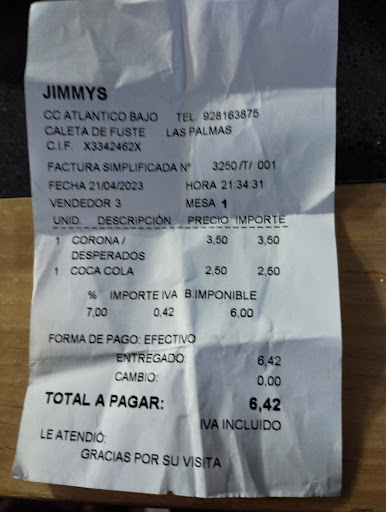 JIMMYS
CC ATLANTICO BAJO TEL. 928163875
CALETA DE FUSTE LAS PALMAS
C.I.F. X3342462X
FACTURA SIMPLIFICADA Nº 3250/T/ 001
FECHA 21/04/2023 HORA 21:34:31
VENDEDOR 3 MESA 1
UNID. DESCRIPCIÓN PRECIO IMPORTE
1 CORONA / 3,50 3,50
DESPERADOS
1 COCA COLA 2,50 2,50
% IMPORTE IVA B.IMPONIBLE
7,00 0,42 6,00
FORMA DE PAGO: EFECTIVO
ENTREGADO: 6,42
CAMBIO: 0,00
TOTAL A PAGAR: 6,42
IVA INCLUIDO
LE ATENDIÓ:
GRACIAS POR SU VISITA